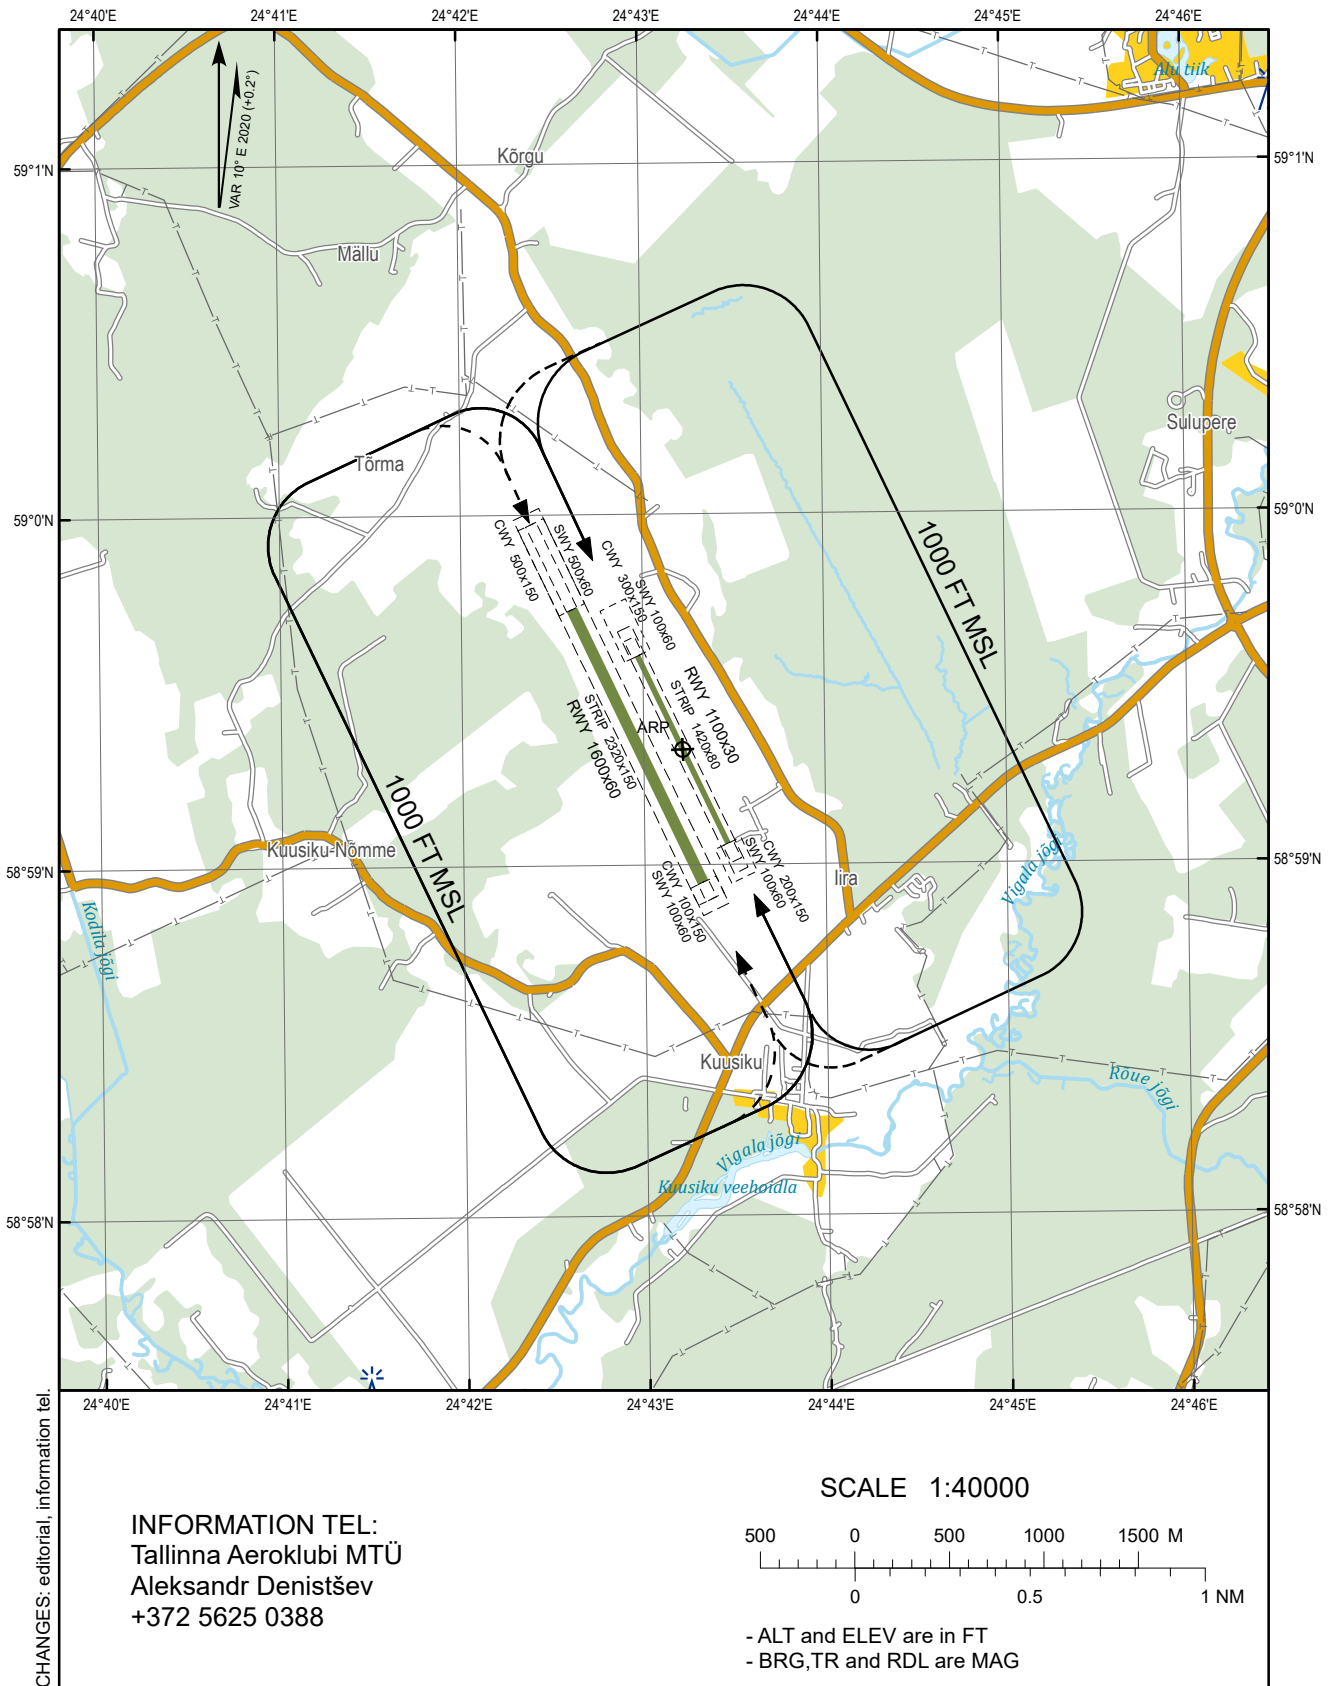 24°40'E
24°41'E
24°42'E
24°43'E
24°44'E
24°45'E
24°46'E
Alu tiik
VAR 10° E 2020 (+0.2°)
Kõrgu
59°1'N
59°1'N
Mällu
Sulupere
Tõrma
59°0'N
59°0'N
CWY 500x150
SWY 500x60
CWY 300x150
SWY 100x60
1000 FT MSL
RWY 1100x30
STRIP 1420x80
ARP
STRIP 2320x150
RWY 1600x60
1000 FT MSL
Kuusiku-Nõmme
58°59'N
58°59'N
Iira
Vigala jõgi
CWY 200x150
SWY 100x60
CWY 100x150
SWY 100x60
Kodila jõgi
Kuusiku
Rõue jõgi
Vigala jõgi
Kuusiku veehoidla
58°58'N
58°58'N
24°40'E
24°41'E
24°42'E
24°43'E
24°44'E
24°45'E
24°46'E
CHANGES: editorial, information tel.
SCALE 1:40000
INFORMATION TEL:
Tallinna Aeroklubi MTÜ
Aleksandr Denistšev
+372 5625 0388
500 0 500 1000 1500 M
0 0.5 1 NM
- ALT and ELEV are in FT
- BRG,TR and RDL are MAG